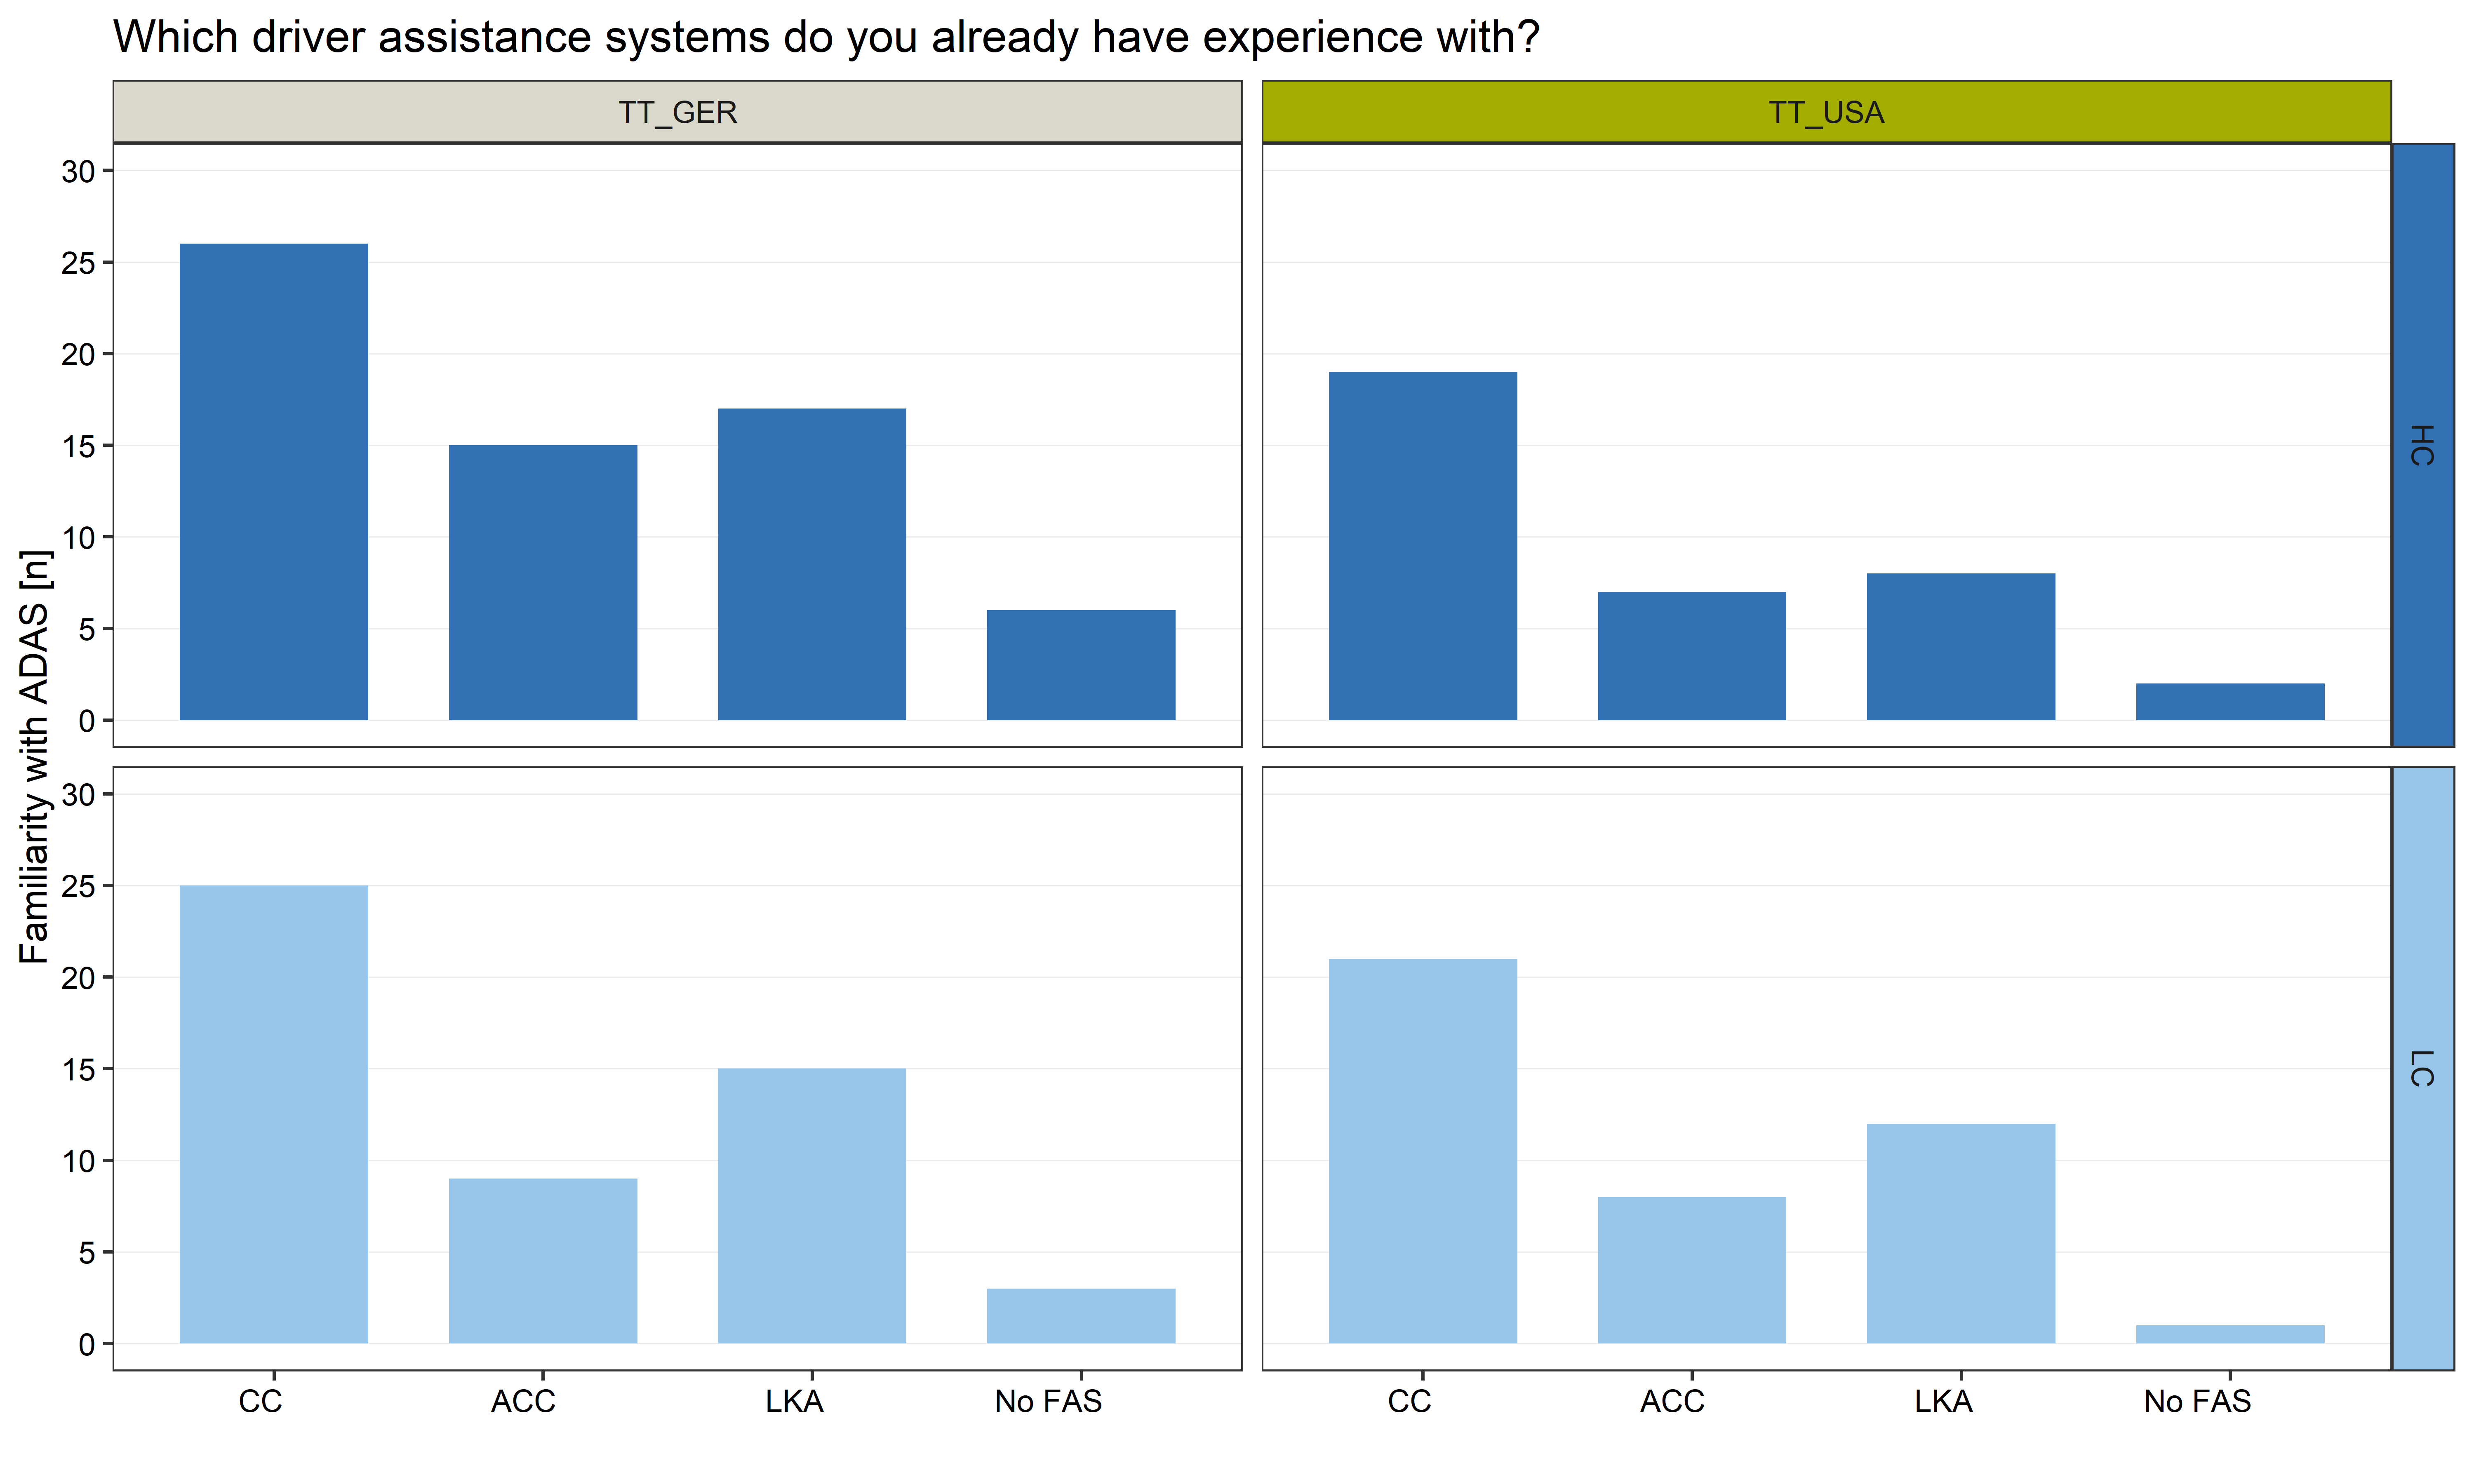 Which driver assistance systems do you already have experience with?
TT_GER
TT_USA
Familiarity with ADAS [n]
30
25
20
15
10
5
0
HC
30
25
20
15
10
5
0
LC
CC ACC LKA No FAS
CC ACC LKA No FAS